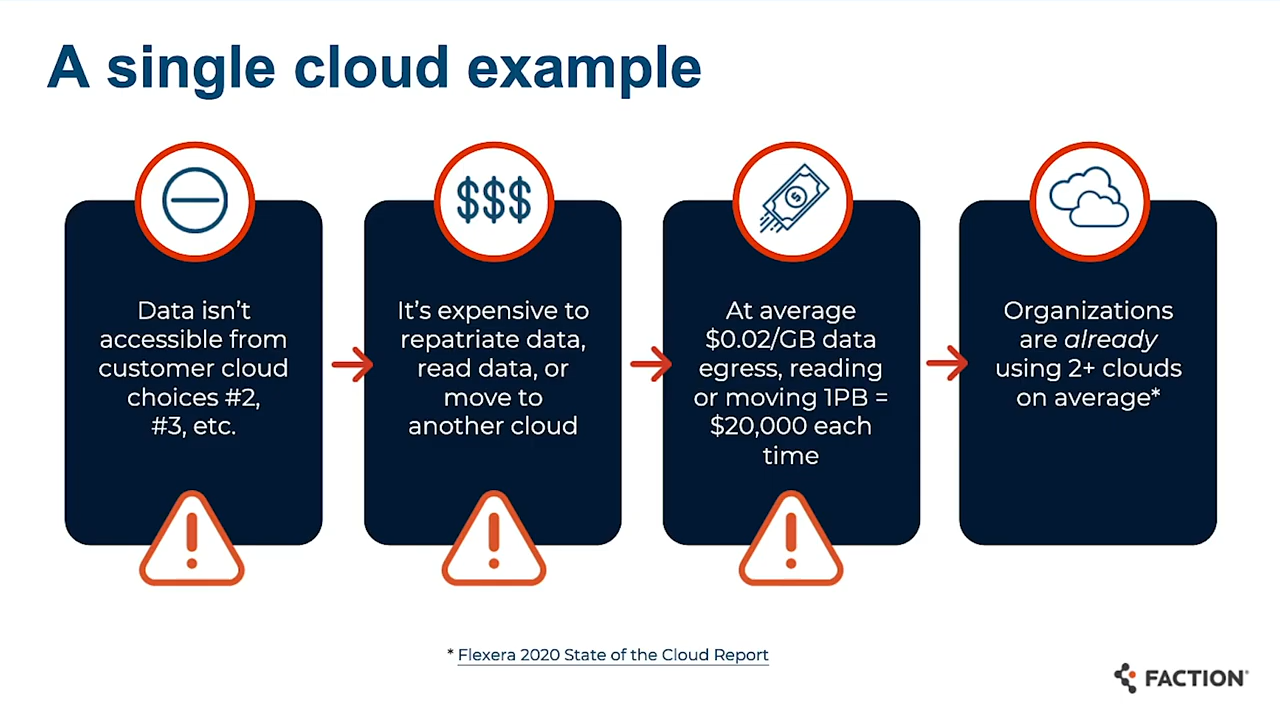 A single cloud example
$$$
$
Data isn’t
accessible from
customer cloud
choices #2,
#3, etc.
It’s expensive to
repatriate data,
read data, or
move to
another cloud
At average
$0.02/GB data
egress, reading
or moving 1PB =
$20,000 each
time
Organizations
are already
using 2+ clouds
on average*
* Flexera 2020 State of the Cloud Report
FACTION®